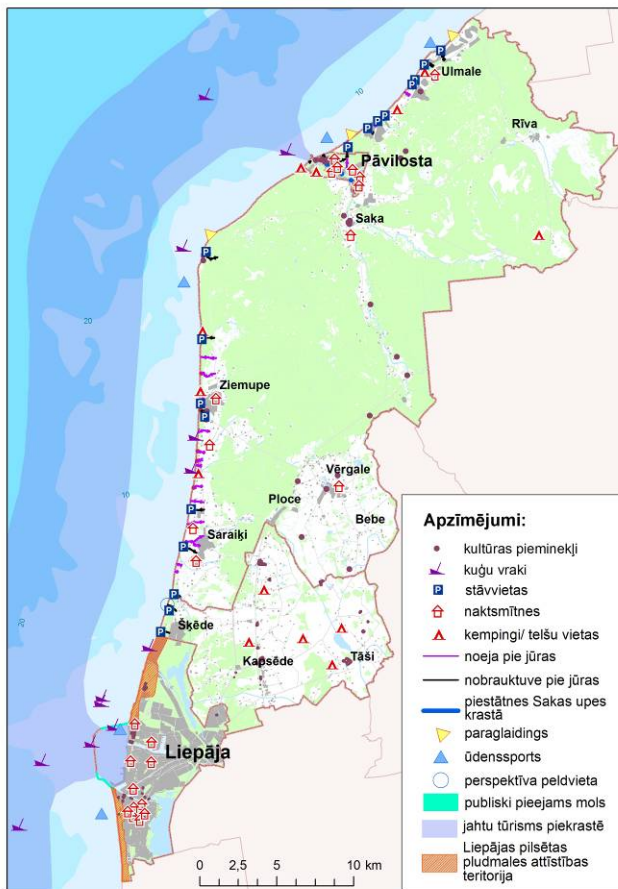 10
Ulmale
Rīva
Pāvilosta
Saka
20
Ziemupe
10
Vērgale
Ploce
Bebe
Saraiķi
20
Šķēde
Kapsēde
Tāši
Liepāja
0 2,5 5 10 km
Apzīmējumi:
kultūras pieminekļi
kuģu vraki
P stāvvietas
naktsmītnes
kempingi/ telšu vietas
noeja pie jūras
nobrauktuve pie jūras
piestātnes Sakas upes
krastā
paraglaidings
ūdenssports
perspektīva peldvieta
publiski pieejams mols
jahtu tūrisms piekrastē
Liepājas pilsētas
pludmales attīstības
teritorija